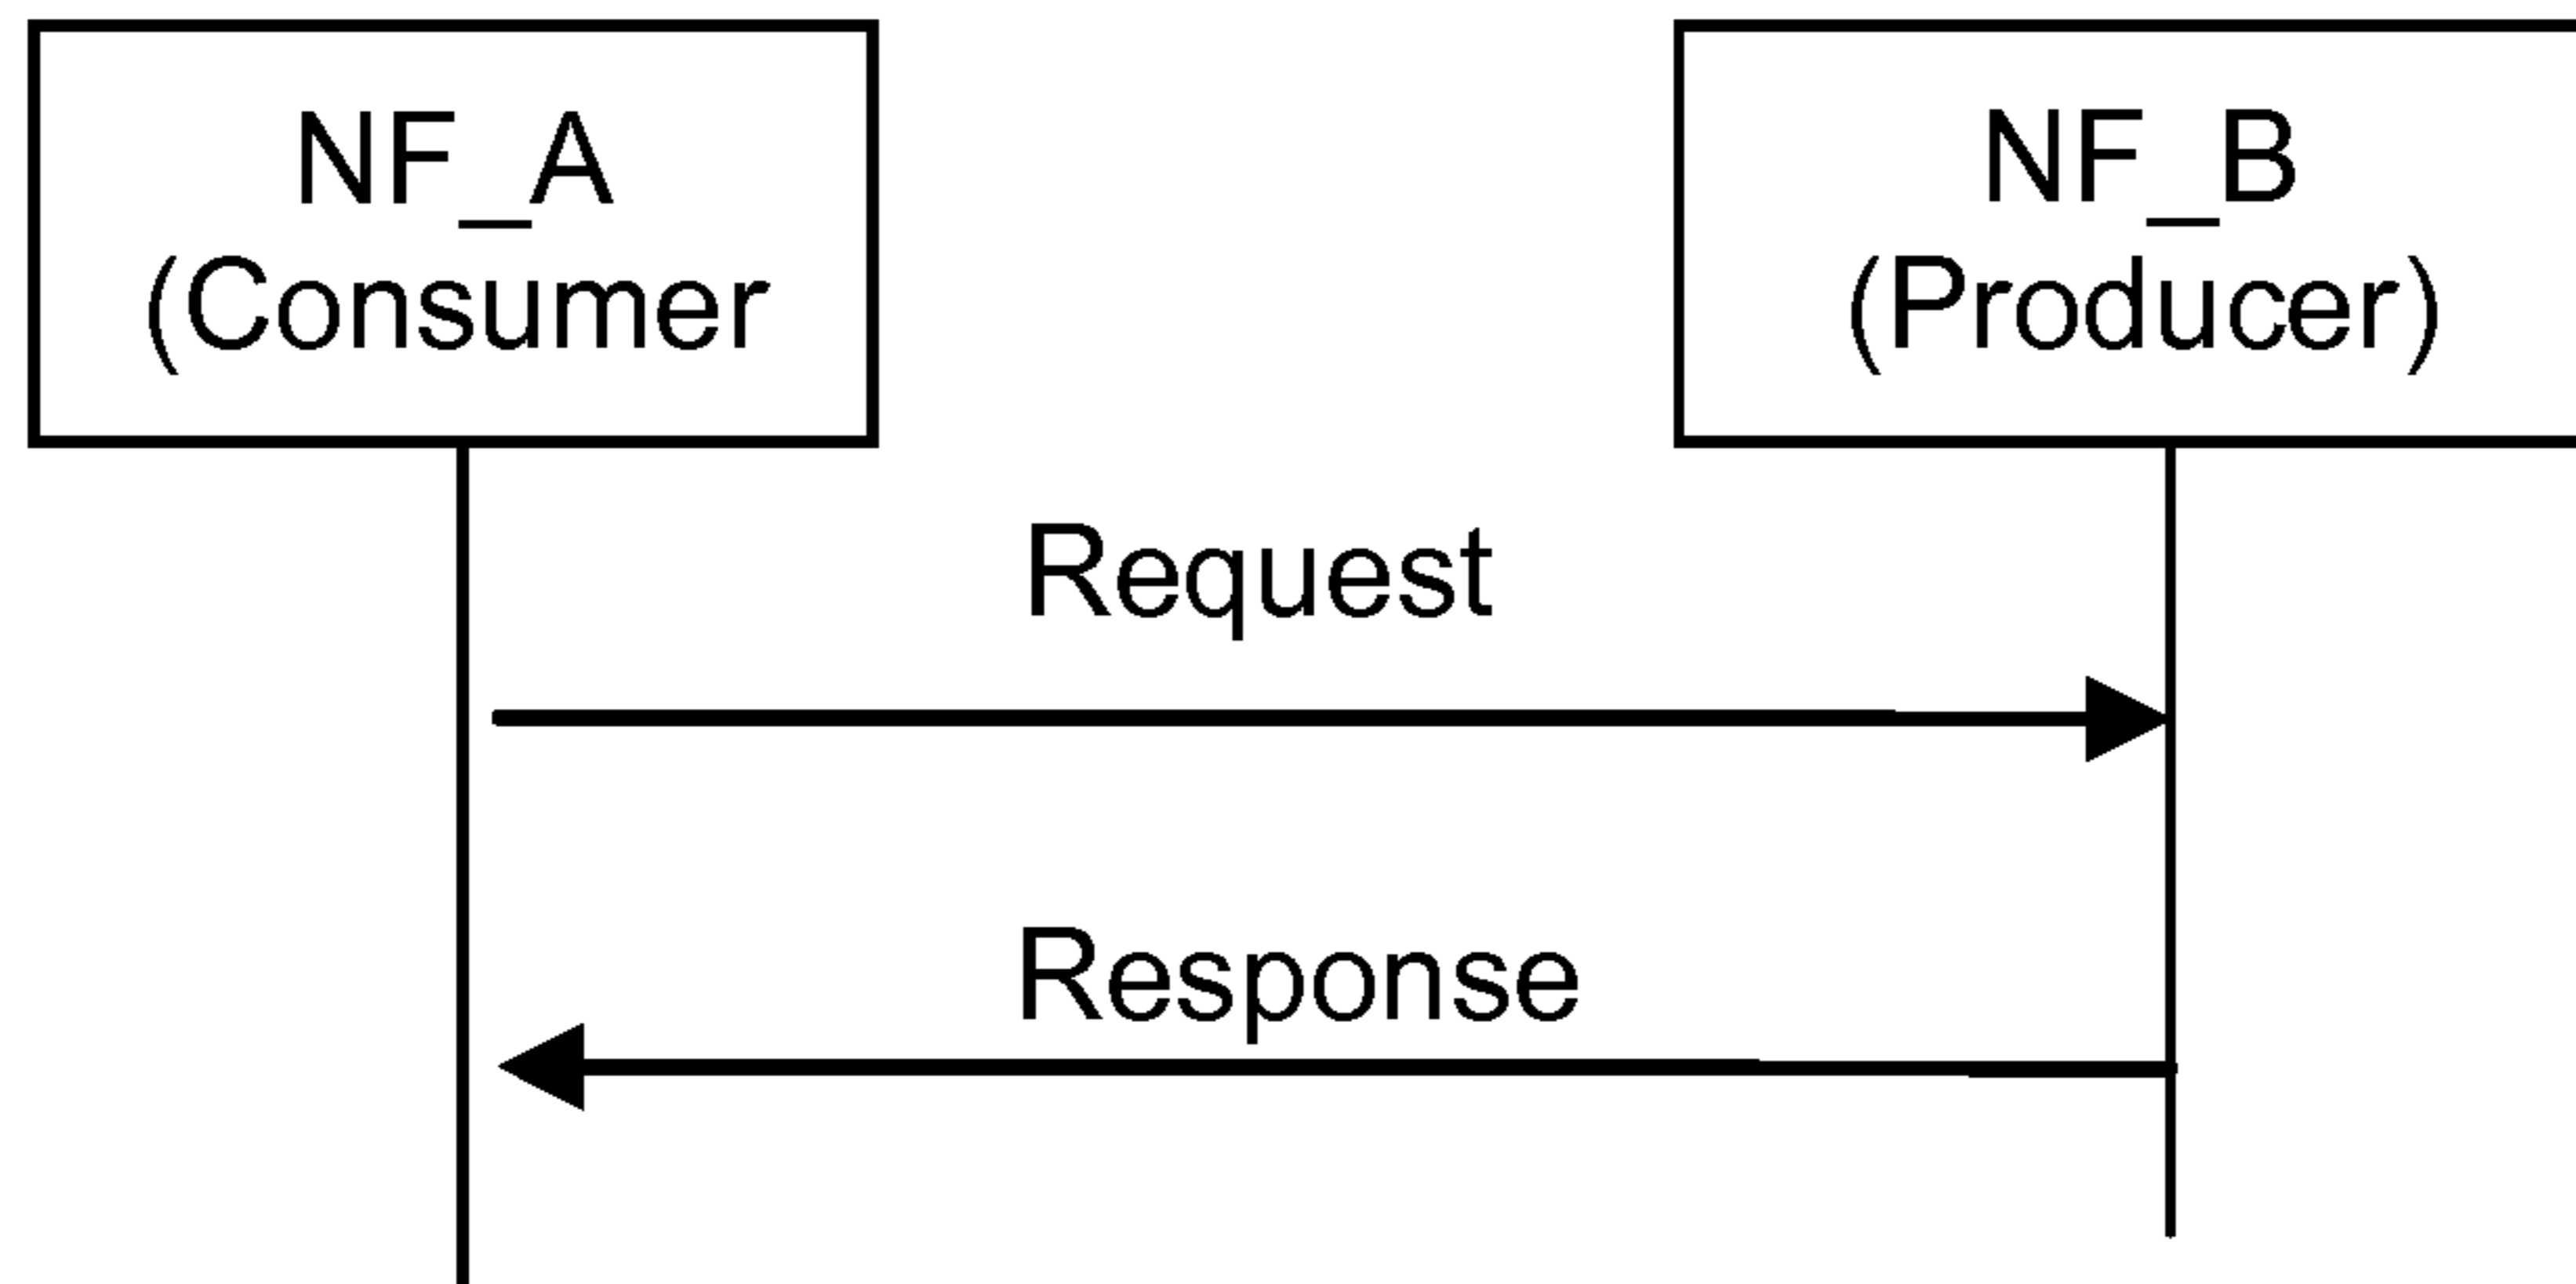 NF_A
(Consumer
NF_B
(Producer)
Request
Response